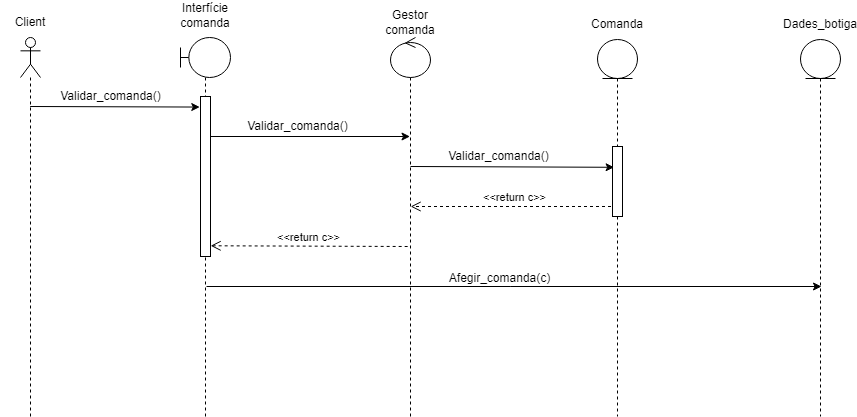 Client
Interfície
comanda
Gestor
comanda
Comanda
Dades_botiga
Validar_comanda()
Validar_comanda()
Validar_comanda()
<<return c>>
<<return c>>
Afegir_comanda(c)